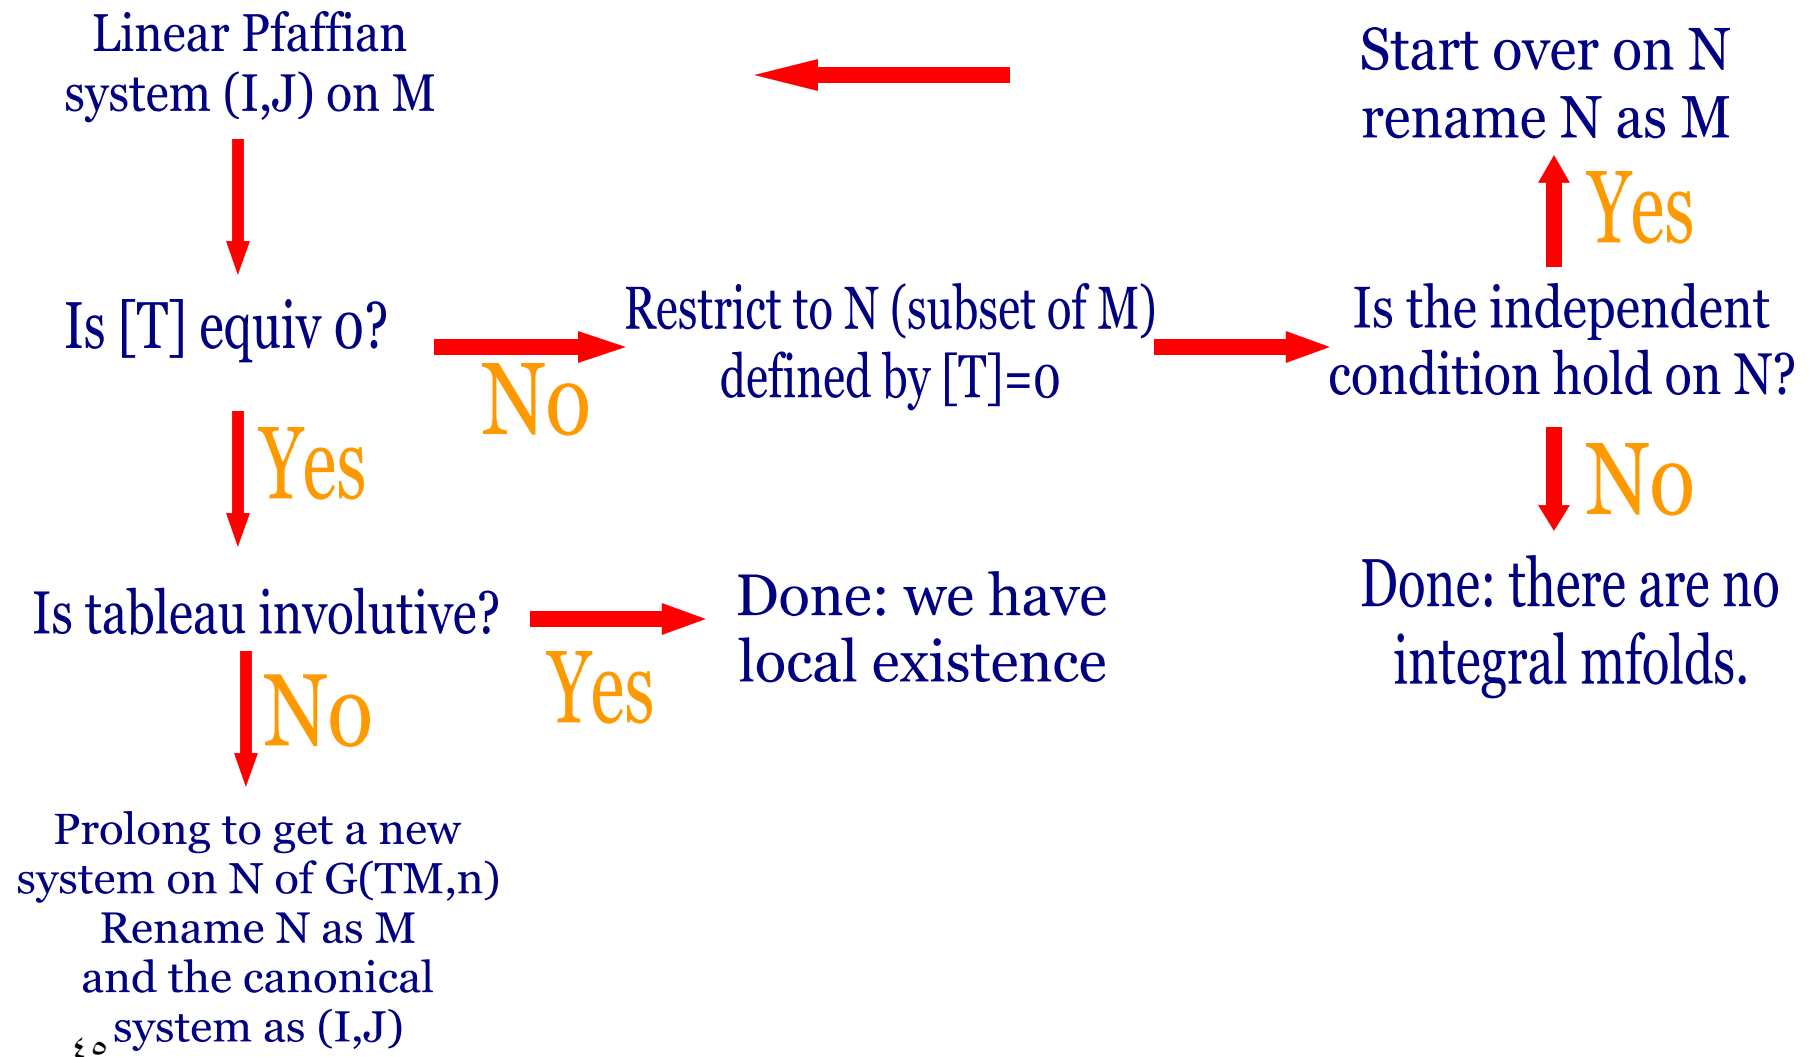 Linear Pfaffian
system (I,J) on M
Start over on N
rename N as M
Yes
Is [T] equiv 0?
No
Restrict to N (subset of M)
defined by [T]=0
Is the independent
condition hold on N?
Yes
No
Is tableau involutive?
Yes
Done: we have
local existence
Done: there are no
integral mfolds.
No
Prolong to get a new
system on N of G(TM,n)
Rename N as M
and the canonical
system as (I,J)
٤٥